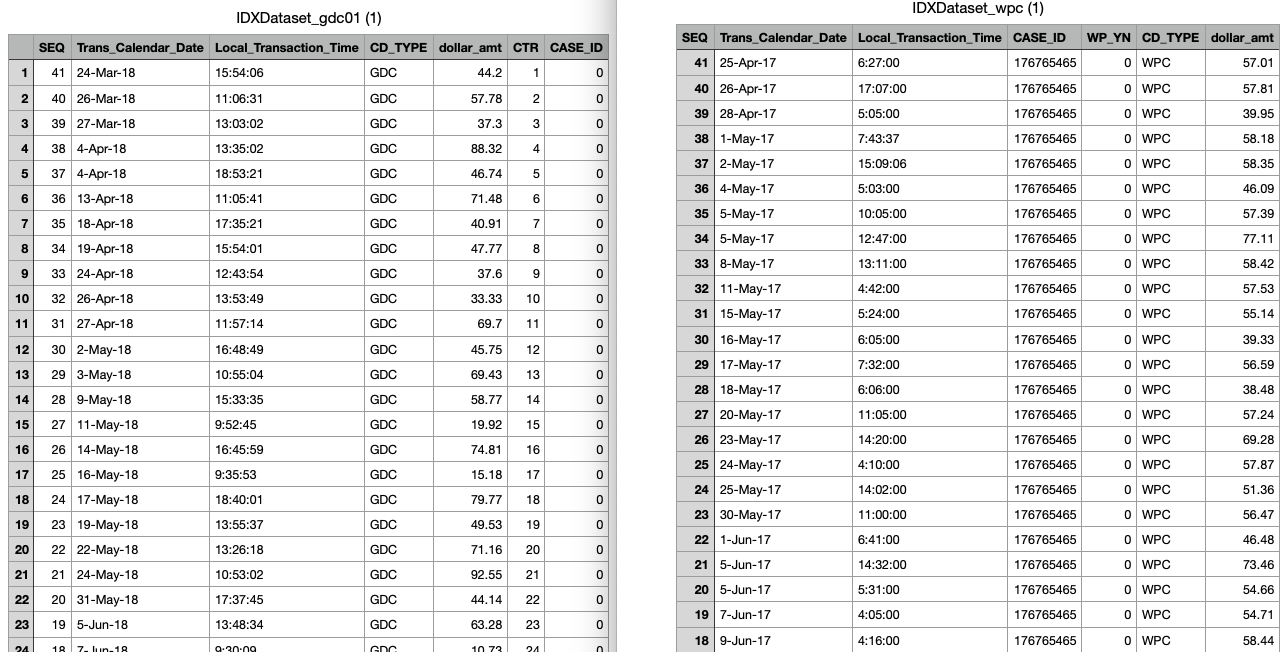 IDXDataset_gdc01 (1)
SEQ Trans_Calendar_Date Local_Transaction_Time CD_TYPE dollar_amt CTR CASE_ID
1 41 24-Mar-18 15:54:06 GDC 44.2 1 0
2 40 26-Mar-18 11:06:31 GDC 57.78 2 0
3 39 27-Mar-18 13:03:02 GDC 37.3 3 0
4 38 4-Apr-18 13:35:02 GDC 88.32 4 0
5 37 4-Apr-18 18:53:21 GDC 46.74 5 0
6 36 13-Apr-18 11:05:41 GDC 71.48 6 0
7 35 18-Apr-18 17:35:21 GDC 40.91 7 0
8 34 19-Apr-18 15:54:01 GDC 47.77 8 0
9 33 24-Apr-18 12:43:54 GDC 37.6 9 0
10 32 26-Apr-18 13:53:49 GDC 33.33 10 0
11 31 27-Apr-18 11:57:14 GDC 69.7 11 0
12 30 2-May-18 16:48:49 GDC 45.75 12 0
13 29 3-May-18 10:55:04 GDC 69.43 13 0
14 28 9-May-18 15:33:35 GDC 58.77 14 0
15 27 11-May-18 9:52:45 GDC 19.92 15 0
16 26 14-May-18 16:45:59 GDC 74.81 16 0
17 25 16-May-18 9:35:53 GDC 15.18 17 0
18 24 17-May-18 18:40:01 GDC 79.77 18 0
19 23 19-May-18 13:55:37 GDC 49.53 19 0
20 22 22-May-18 13:26:18 GDC 71.16 20 0
21 21 24-May-18 10:53:02 GDC 92.55 21 0
22 20 31-May-18 17:37:45 GDC 44.14 22 0
23 19 5-Jun-18 13:48:34 GDC 63.28 23 0
24 18 7-Jun-18 9:30:09 GDC 10.73 24 0
IDXDataset_wpc (1)
SEQ Trans_Calendar_Date Local_Transaction_Time CASE_ID WP_YN CD_TYPE dollar_amt
41 25-Apr-17 6:27:00 176765465 0 WPC 57.01
40 26-Apr-17 17:07:00 176765465 0 WPC 57.81
39 28-Apr-17 5:05:00 176765465 0 WPC 39.95
38 1-May-17 7:43:37 176765465 0 WPC 58.18
37 2-May-17 15:09:06 176765465 0 WPC 58.35
36 4-May-17 5:03:00 176765465 0 WPC 46.09
35 5-May-17 10:05:00 176765465 0 WPC 57.39
34 5-May-17 12:47:00 176765465 0 WPC 77.11
33 8-May-17 13:11:00 176765465 0 WPC 58.42
32 11-May-17 4:42:00 176765465 0 WPC 57.53
31 15-May-17 5:24:00 176765465 0 WPC 55.14
30 16-May-17 6:05:00 176765465 0 WPC 39.33
29 17-May-17 7:32:00 176765465 0 WPC 56.59
28 18-May-17 6:06:00 176765465 0 WPC 38.48
27 20-May-17 11:05:00 176765465 0 WPC 57.24
26 23-May-17 14:20:00 176765465 0 WPC 69.28
25 24-May-17 4:10:00 176765465 0 WPC 57.87
24 25-May-17 14:02:00 176765465 0 WPC 51.36
23 30-May-17 11:00:00 176765465 0 WPC 56.47
22 1-Jun-17 6:41:00 176765465 0 WPC 46.48
21 5-Jun-17 14:32:00 176765465 0 WPC 73.46
20 5-Jun-17 5:31:00 176765465 0 WPC 54.66
19 7-Jun-17 4:05:00 176765465 0 WPC 54.71
18 9-Jun-17 4:16:00 176765465 0 WPC 58.44